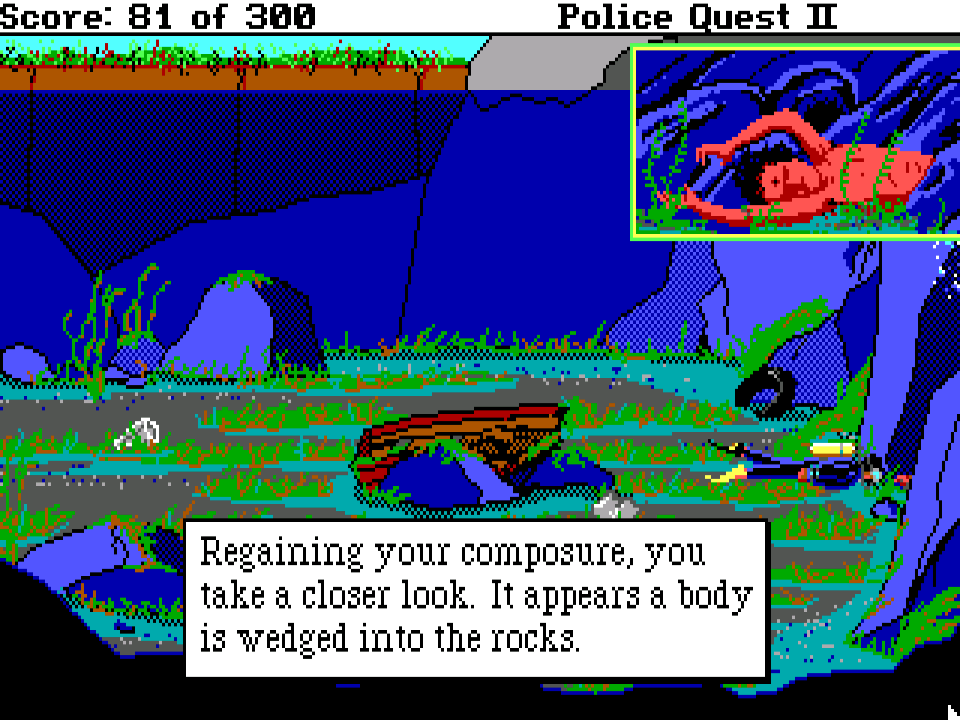 Score: 81 of 300 Police Quest II
Regaining your composure, you
take a closer look. It appears a body
is wedged into the rocks.